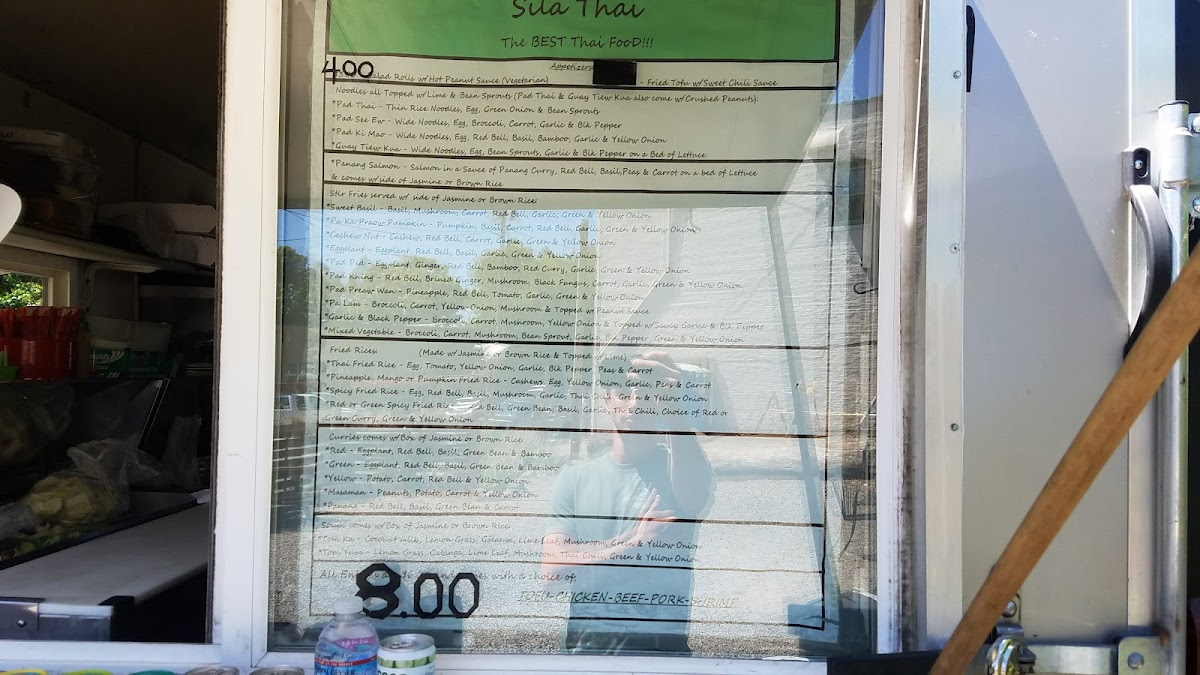 Sila Thai
The BEST Thai FooD!!!
Appetizers
4.00
Salad Rolls w/Hot Peanut Sauce (Vegetarian) - Fried Tofu w/Sweet Chili Sauce
Noodles all Topped w/Lime & Bean Sprouts (Pad Thai & Guay Tiew Kua also come w/Crushed Peanuts):
*Pad Thai - Thin Rice Noodles, Egg, Green Onion & Bean Sprouts
*Pad See Ew - Wide Noodles, Egg, Broccoli, Carrot, Garlic & Blk Pepper
*Pad Ki Mao - Wide Noodles, Egg, Red Bell, Basil, Bamboo, Garlic & Yellow Onion
*Guay Tiew Kua - Wide Noodles, Egg, Bean Sprouts, Garlic & Blk Pepper on a Bed of Lettuce
*Panang Salmon - Salmon in a Sauce of Panang Curry, Red Bell, Basil, Peas & Carrot on a bed of Lettuce
& comes w/side of Jasmine or Brown Rice
Stir Fries served w/ side of Jasmine or Brown Rice:
*Sweet Basil - Basil, Mushroom, Carrot, Red Bell, Garlic, Green & Yellow Onion
*Pa Ka Praow Pumpkin - Pumpkin, Basil, Carrot, Red Bell, Garlic, Green & Yellow Onion
*Cashew Nut - Cashew, Red Bell, Carrot, Garlic, Green & Yellow Onion
*Eggplant - Eggplant, Red Bell, Basil, Garlic, Green & Yellow Onion
*Pad Ped - Eggplant, Ginger, Red Bell, Bamboo, Red Curry, Garlic, Green & Yellow Onion
*Pad Khing - Red Bell, Brined Ginger, Mushroom, Black Fungus, Carrot, Garlic, Green & Yellow Onion
*Pad Preaw Wan - Pineapple, Red Bell, Tomato, Garlic, Green & Yellow Onion
*Pa Lam - Broccoli, Carrot, Yellow Onion, Mushroom & Topped w/Peanut Sauce
*Garlic & Black Pepper - Broccoli, Carrot, Mushroom, Yellow Onion & Topped w/Saucy Garlic & Blk Pepper
*Mixed Vegetable - Broccoli, Carrot, Mushroom, Bean Sprout, Garlic, Blk Pepper, Green & Yellow Onion
Fried Rices (Made w/Jasmine or Brown Rice & Topped w/Lime)
*Thai Fried Rice - Egg, Tomato, Yellow Onion, Garlic, Blk Pepper, Peas & Carrot
*Pineapple, Mango or Pumpkin Fried Rice - Cashews, Egg, Yellow Onion, Garlic, Peas & Carrot
*Spicy Fried Rice - Egg, Red Bell, Basil, Mushroom, Garlic, Thai Chili, Green & Yellow Onion
*Red or Green Spicy Fried Rice Bell, Green Bean, Basil, Garlic, Thai Chili, Choice of Red or
Green Curry, Green & Yellow Onion
Curries comes w/Box of Jasmine or Brown Rice:
*Red - Eggplant, Red Bell, Basil, Green Bean & Bamboo
*Green - Eggplant, Red Bell, Basil, Green Bean & Bamboo
*Yellow - Potato, Carrot, Red Bell & Yellow Onion
*Masaman - Peanuts, Potato, Carrot & Yellow Onion
*Panang - Red Bell, Basil, Green Bean & Carrot
Soups comes w/Box of Jasmine or Brown Rice:
*Tom Ka - Coconut milk, Lemon Grass, Galanga, Lime Leaf, Mushroom, Green & Yellow Onion
*Tom Yum - Lemon Grass, Galanga, Lime Leaf, Mushroom, Thai Chili, Green & Yellow Onion
All with a choice of:
8.00 TOFU-CHICKEN-BEEF-PORK-SHRIMP